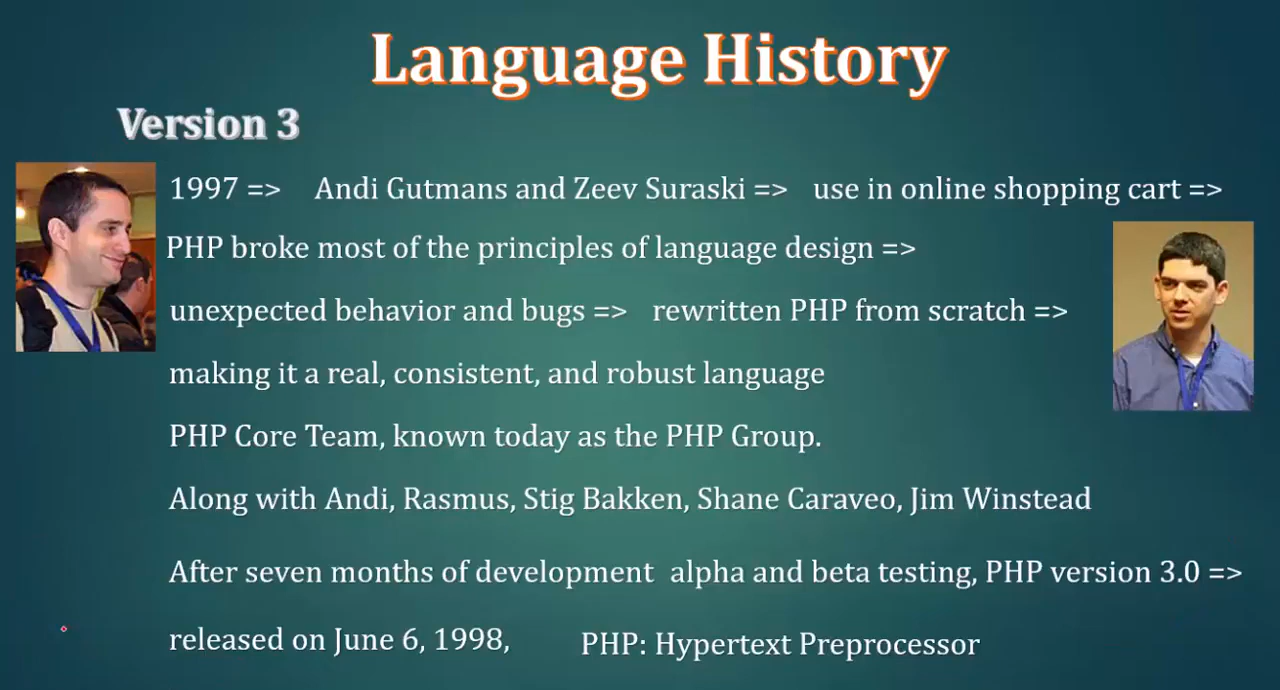 Language History
Version 3
1997 => Andi Gutmans and Zeev Suraski => use in online shopping cart =>
PHP broke most of the principles of language design =>
unexpected behavior and bugs => rewritten PHP from scratch =>
making it a real, consistent, and robust language
PHP Core Team, known today as the PHP Group.
Along with Andi, Rasmus, Stig Bakken, Shane Caraveo, Jim Winstead
After seven months of development alpha and beta testing, PHP version 3.0 =>
released on June 6, 1998, PHP: Hypertext Preprocessor